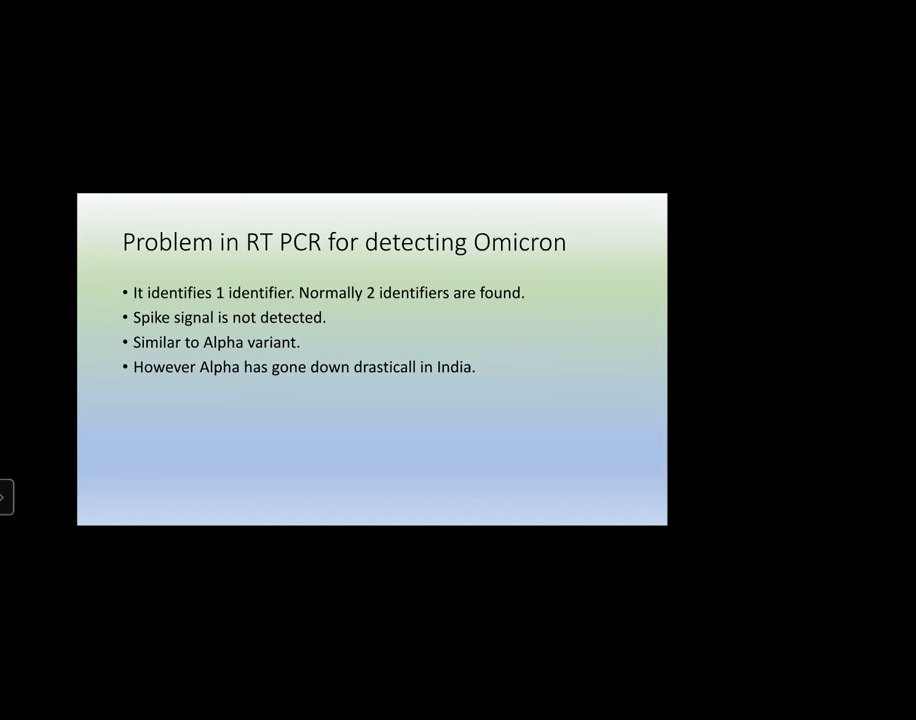 Problem in RT PCR for detecting Omicron
• It identifies 1 identifier. Normally 2 identifiers are found.
• Spike signal is not detected.
• Similar to Alpha variant.
• However Alpha has gone down drasticall in India.